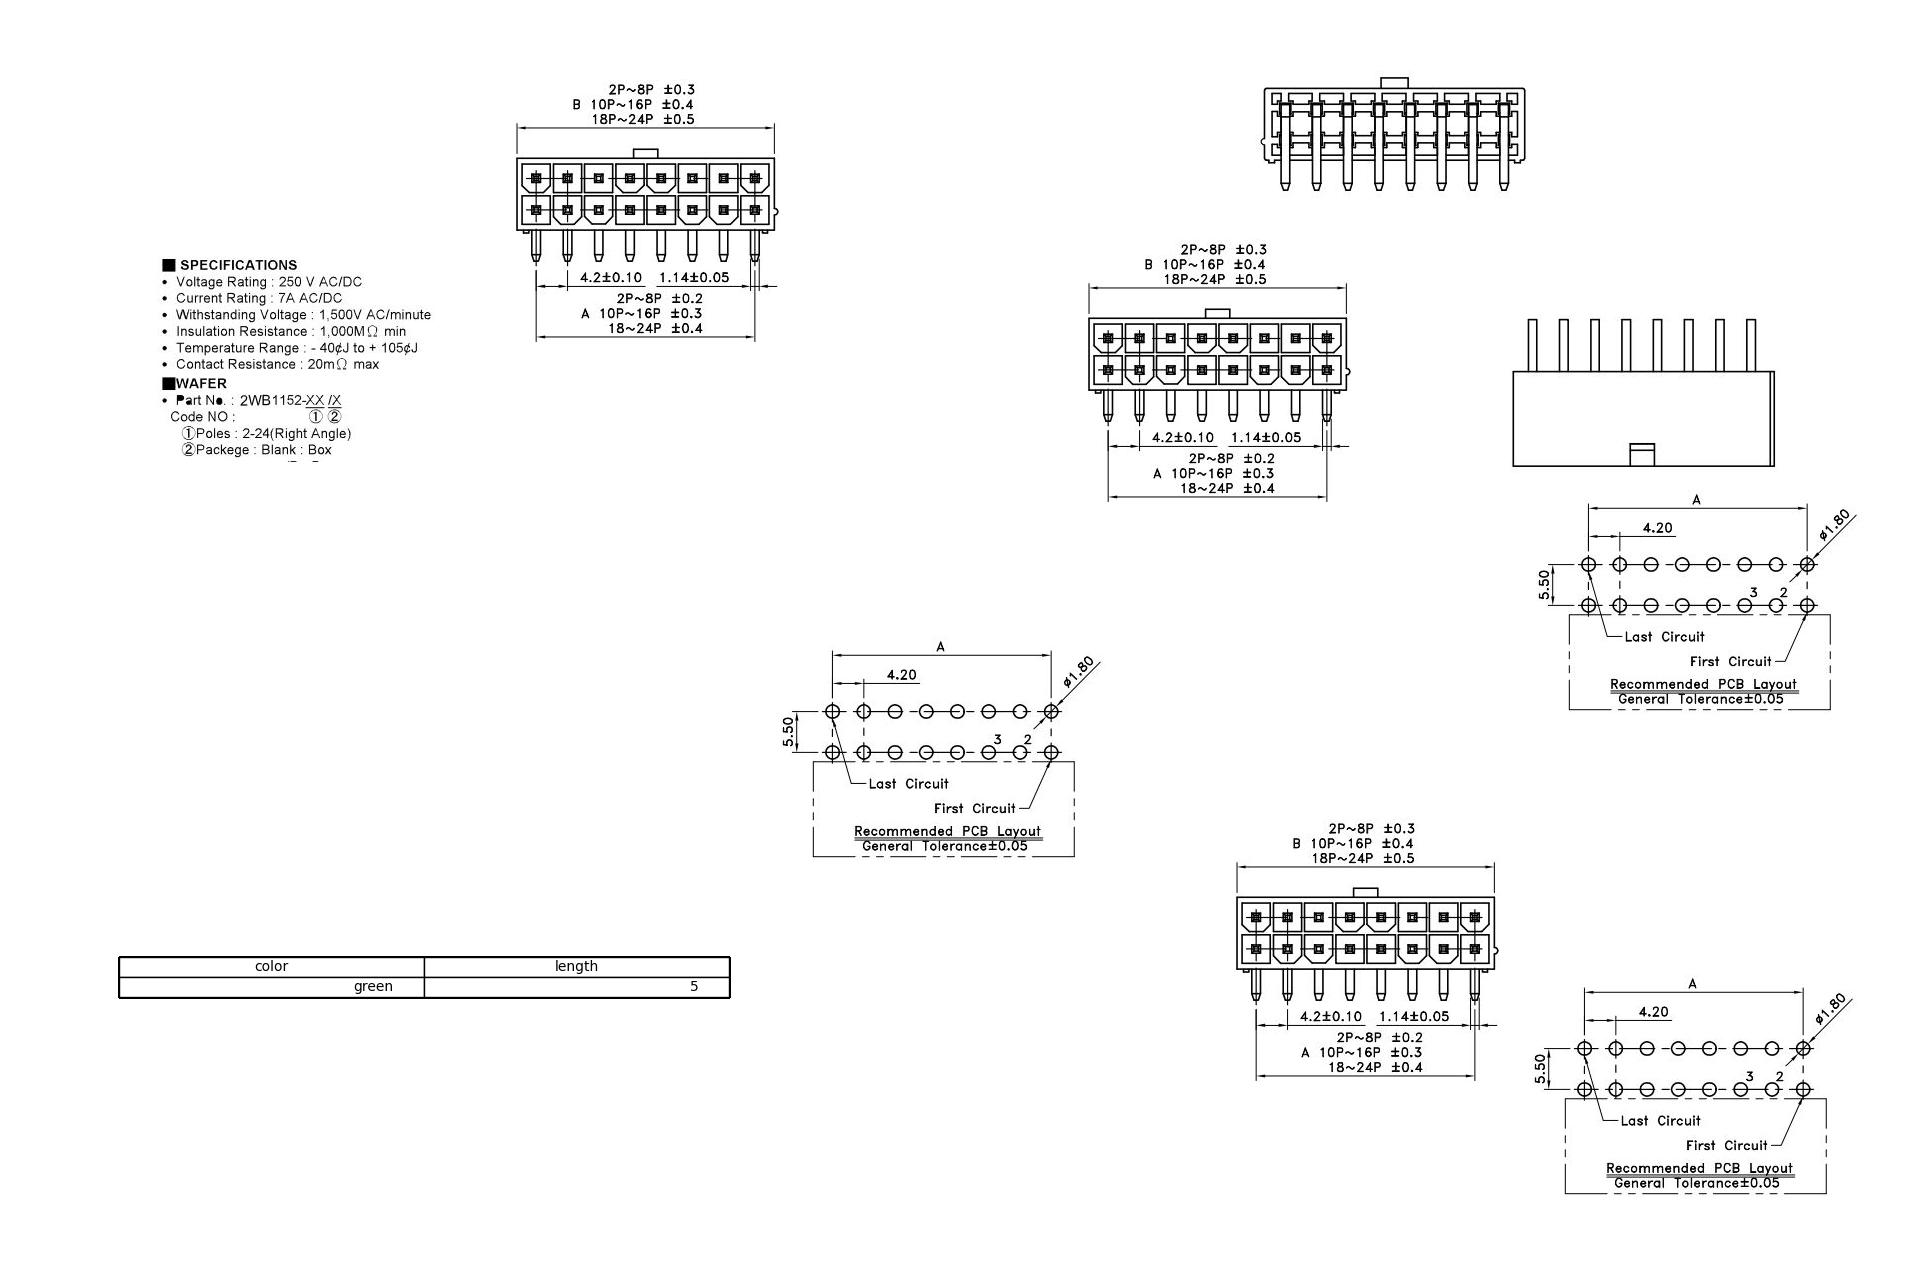 2P~8P ±0.3
B 10P~16P ±0.4
18P~24P ±0.5
4.2±0.10 1.14±0.05
2P~8P ±0.2
A 10P~16P ±0.3
18~24P ±0.4
■ SPECIFICATIONS
• Voltage Rating : 250 V AC/DC
• Current Rating : 7A AC/DC
• Withstanding Voltage : 1,500V AC/minute
• Insulation Resistance : 1,000MΩ min
• Temperature Range : - 40¢J to + 105¢J
• Contact Resistance : 20mΩ max
■WAFER
• Part No. : 2WB1152-XX /X
Code NO : ① ②
①Poles : 2-24(Right Angle)
②Packege : Blank : Box
2P~8P ±0.3
B 10P~16P ±0.4
18P~24P ±0.5
4.2±0.10 1.14±0.05
2P~8P ±0.2
A 10P~16P ±0.3
18~24P ±0.4
A
4.20
ø1.80
5.50
3 2
Last Circuit
First Circuit
Recommended PCB Layout
General Tolerance±0.05
A
4.20
ø1.80
5.50
3 2
Last Circuit
First Circuit
Recommended PCB Layout
General Tolerance±0.05
2P~8P ±0.3
B 10P~16P ±0.4
18P~24P ±0.5
4.2±0.10 1.14±0.05
2P~8P ±0.2
A 10P~16P ±0.3
18~24P ±0.4
color length
green 5
A
4.20
ø1.80
5.50
3 2
Last Circuit
First Circuit
Recommended PCB Layout
General Tolerance±0.05